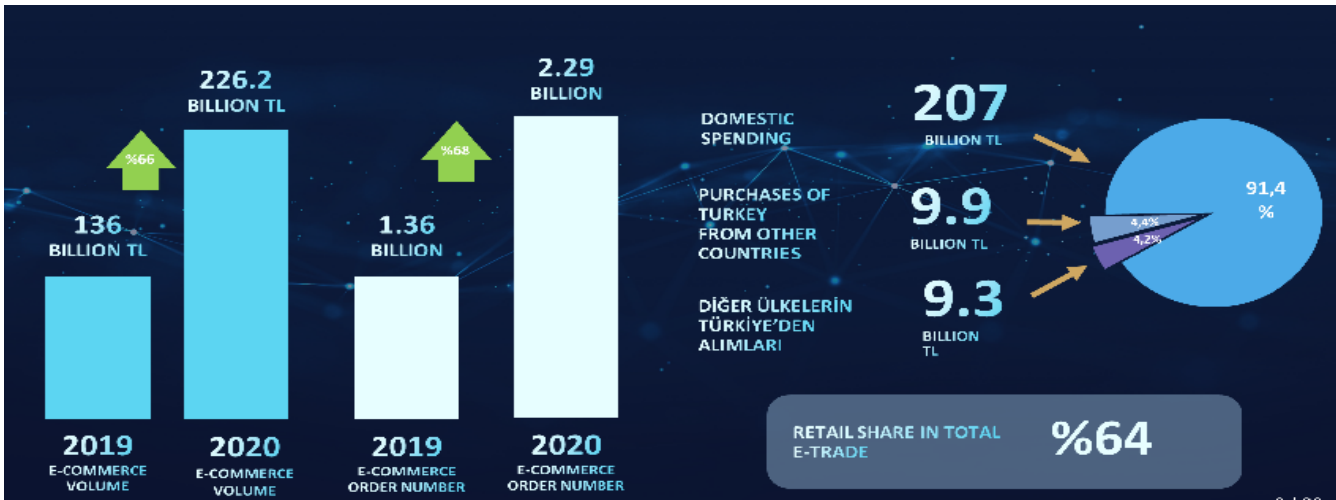 226.2
BILLION TL
%66
136
BILLION TL
2019
E-COMMERCE
VOLUME
2020
E-COMMERCE
VOLUME
2.29
BILLION
%68
1.36
BILLION
2019
E-COMMERCE
ORDER NUMBER
2020
E-COMMERCE
ORDER NUMBER
DOMESTIC
SPENDING
207
BILLION TL
PURCHASES OF
TURKEY
FROM OTHER
COUNTRIES
9.9
BILLION TL
DİĞER ÜLKELERİN
TÜRKİYE'DEN
ALIMLARI
9.3
BILLION
TL
91,4
%
4,4%
4,2%
RETAIL SHARE IN TOTAL
E-TRADE
%64